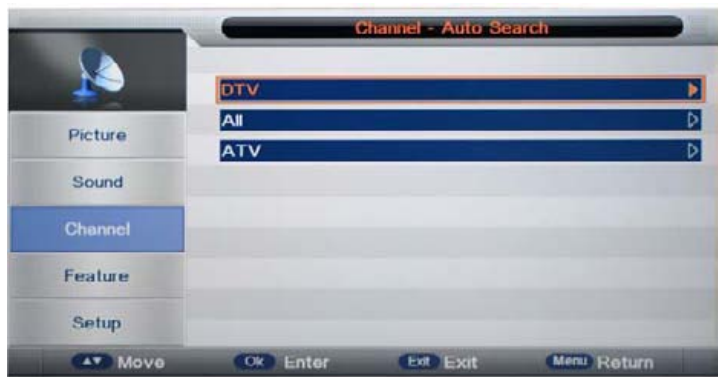 Channel - Auto Search
DTV
All
ATV
Picture
Sound
Channel
Feature
Setup
▲▼ Move Ok Enter Exit Exit Menu Return